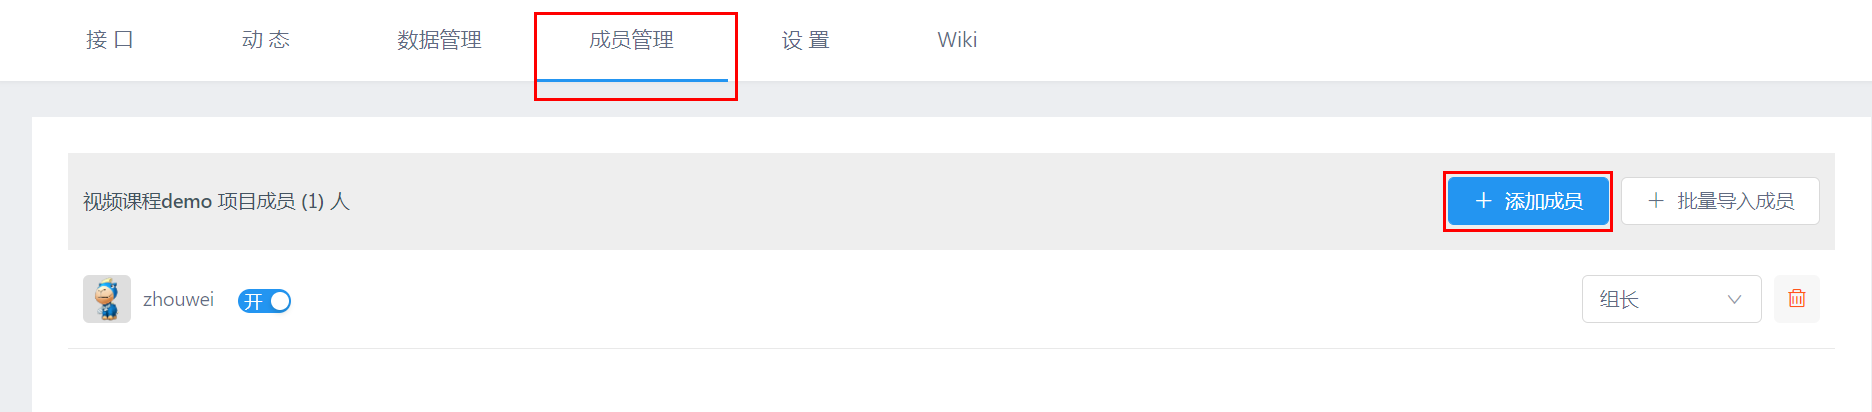 接 口 动 态 数据管理 成员管理 设 置 Wiki
视频课程demo 项目成员 (1) 人 添加成员 批量导入成员
zhouwei 开 组长